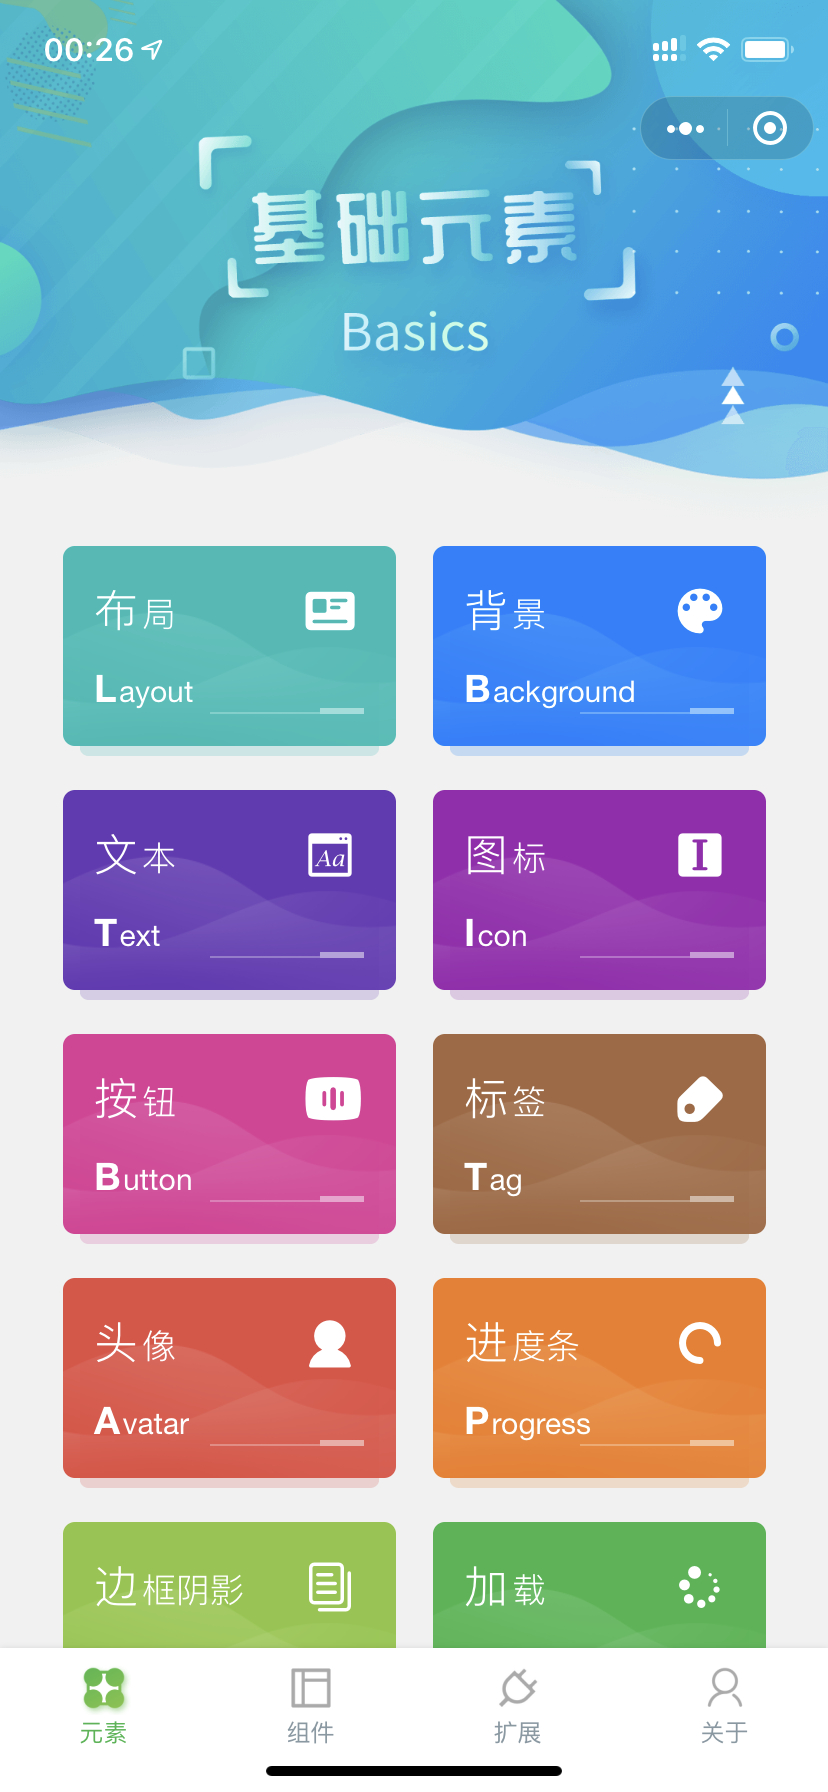 00:26
基础元素
Basics
布局
Layout
背景
Background
文本
Aa
Text
图标
I
Icon
按钮
Button
标签
Tag
头像
Avatar
进度条
Progress
边框阴影
加载
元素
组件
扩展
关于